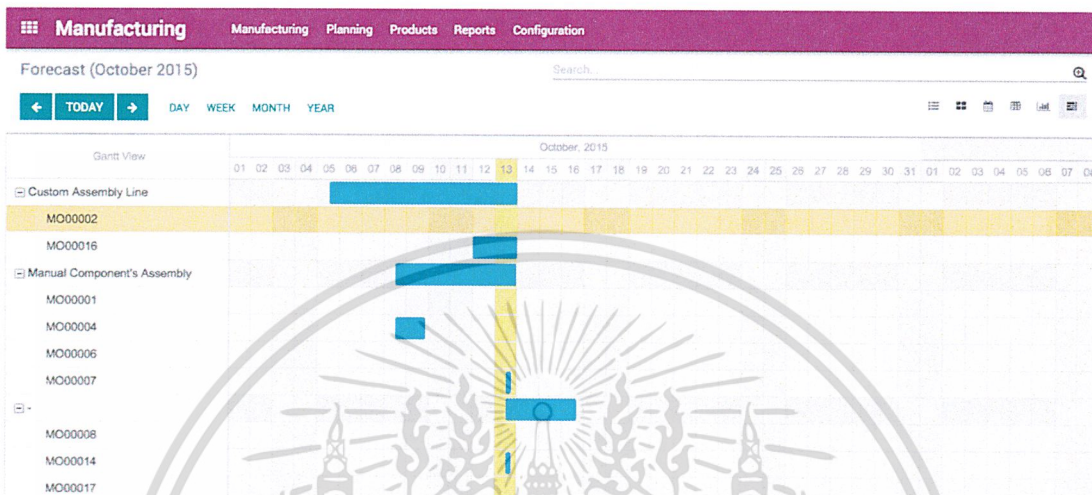 Manufacturing Manufacturing Planning Products Reports Configuration
Forecast (October 2015) Search...
TODAY DAY WEEK MONTH YEAR
Gantt View October, 2015
01 02 03 04 05 06 07 08 09 10 11 12 13 14 15 16 17 18 19 20 21 22 23 24 25 26 27 28 29 30 31 01 02 03 04 05 06 07 08
Custom Assembly Line
MO00002
MO00016
Manual Component's Assembly
MO00001
MO00004
MO00006
MO00007
-
MO00008
MO00014
MO00017